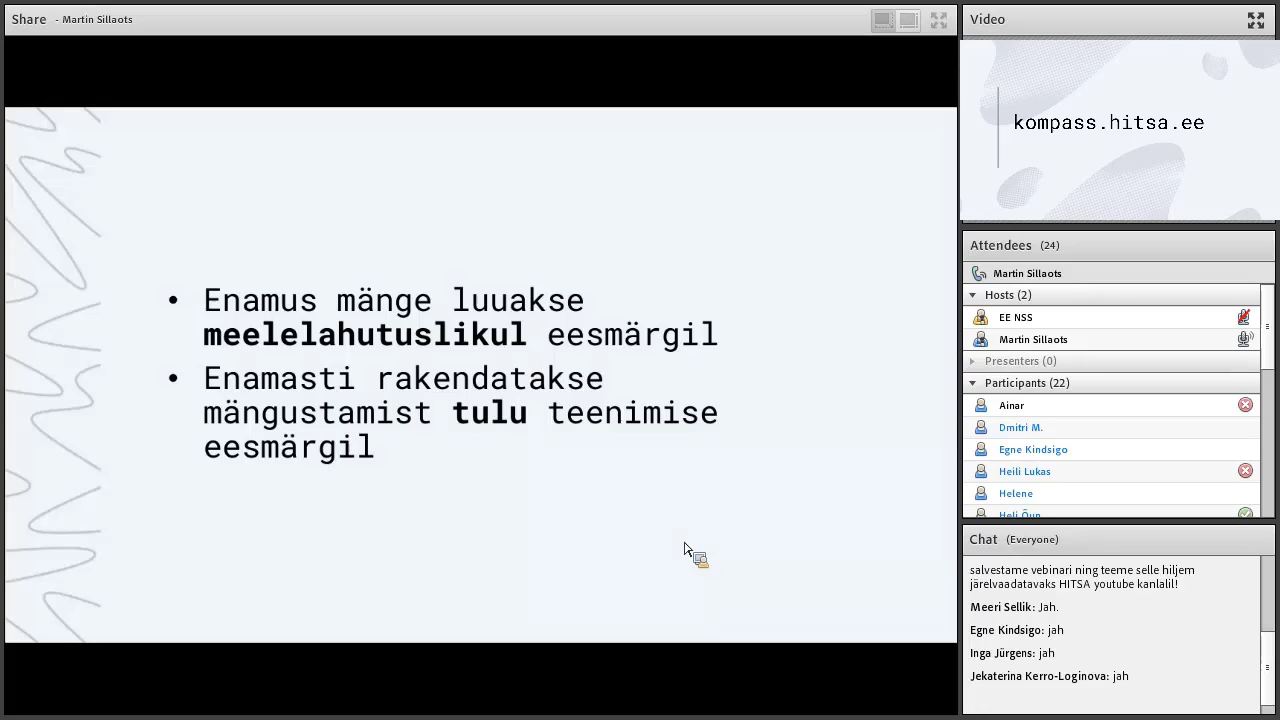 Share - Martin Sillaots
• Enamus mänge luuakse
meelelahutuslikul eesmärgil
• Enamasti rakendatakse
mängustamist tulu teenimise
eesmärgil
Video
kompass.hitsa.ee
Attendees (24)
Martin Sillaots
Hosts (2)
EE NSS
Martin Sillaots
Presenters (0)
Participants (22)
Ainar
Dmitri M.
Egne Kindsigo
Heili Lukas
Helene
Heli Õun
Chat (Everyone)
salvestame vebinari ning teeme selle hiljem
järelvaadatavaks HITSA youtube kanlalil!
Meeri Sellik: Jah.
Egne Kindsigo: jah
Inga Jürgens: jah
Jekaterina Kerro-Loginova: jah